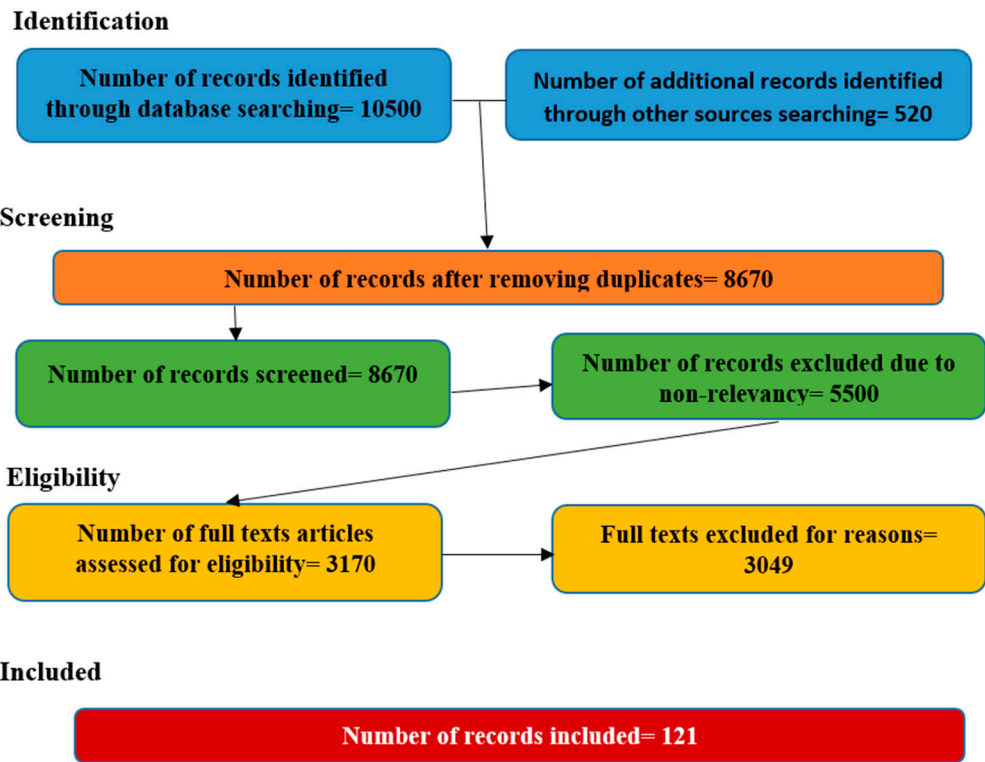 Identification
Number of records identified
through database searching= 10500
Number of additional records identified
through other sources searching= 520
Screening
Number of records after removing duplicates= 8670
Number of records screened= 8670
Number of records excluded due to
non-relevancy= 5500
Eligibility
Number of full texts articles
assessed for eligibility= 3170
Full texts excluded for reasons=
3049
Included
Number of records included= 121